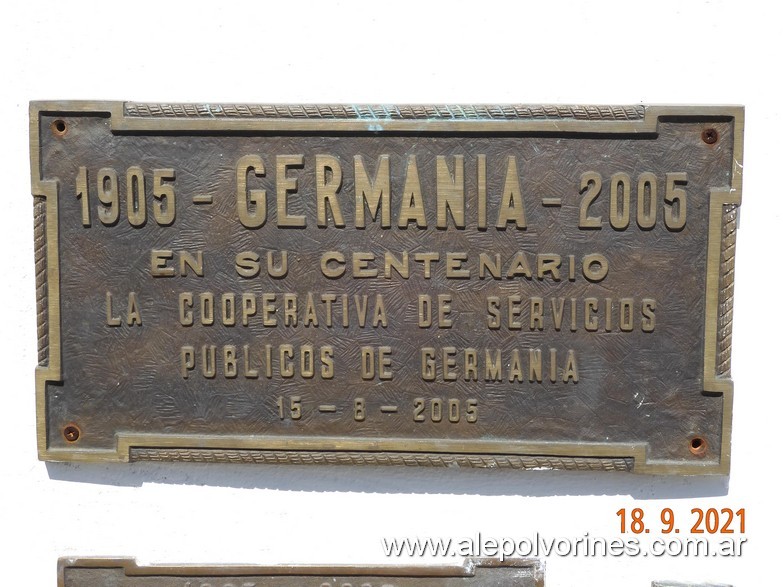 1905 - GERMANIA - 2005
EN SU CENTENARIO
LA COOPERATIVA DE SERVICIOS
PUBLICOS DE GERMANIA
15 - 8 - 2005
18. 9. 2021
www.alepolvorines.com.ar